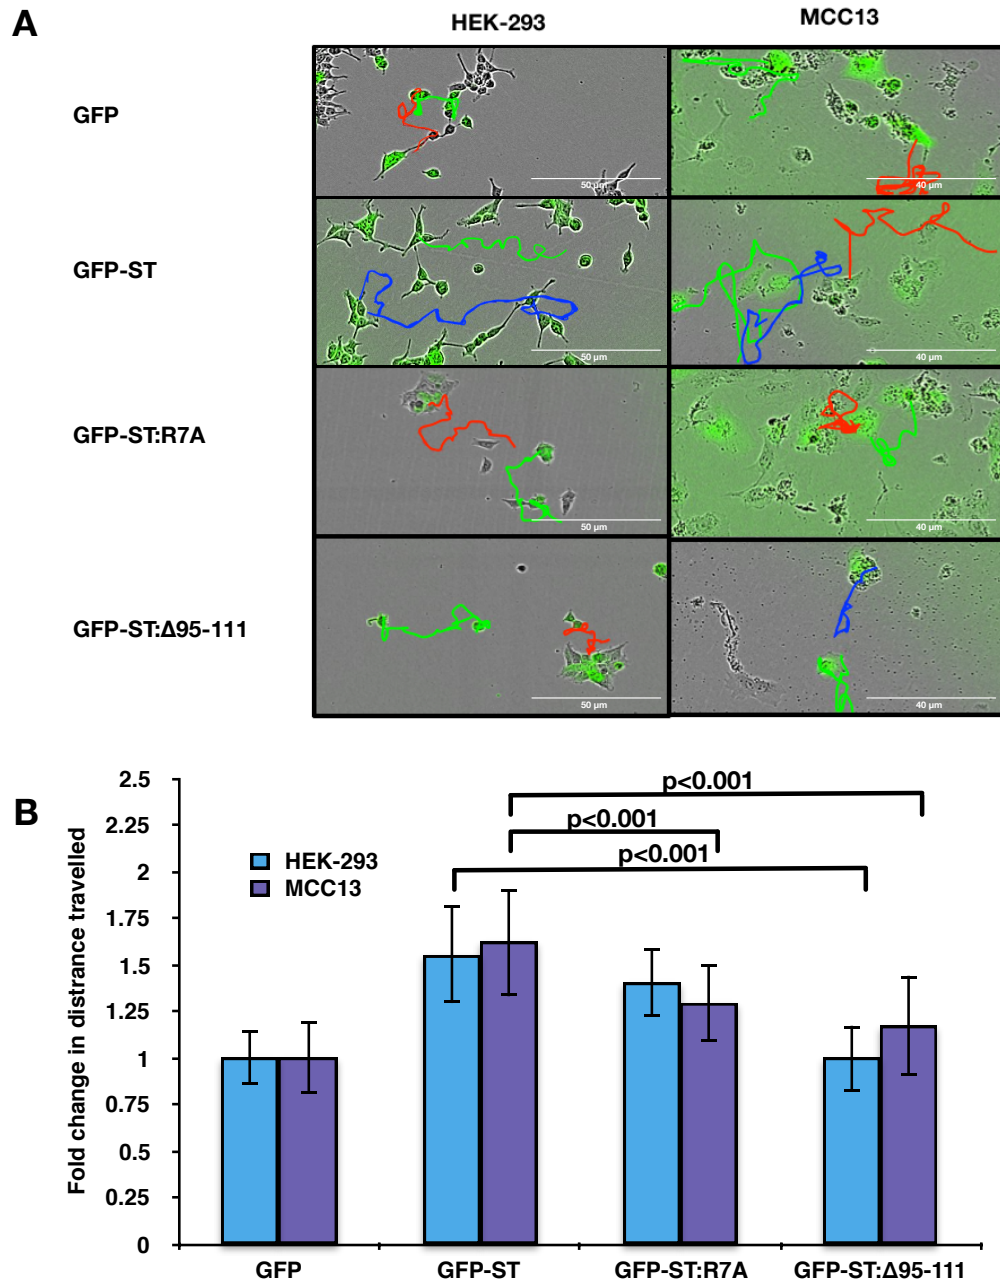 A
HEK-293
MCC13
GFP
50 µm
40 µm
GFP-ST
50 µm
40 µm
GFP-ST:R7A
50 µm
40 µm
GFP-ST:Δ95-111
50 µm
40 µm
B
Fold change in distrance travelled
2.5
2.25
2
1.75
1.5
1.25
1
0.75
0.5
0.25
0
HEK-293
MCC13
p<0.001
p<0.001
p<0.001
GFP
GFP-ST
GFP-ST:R7A
GFP-ST:Δ95-111